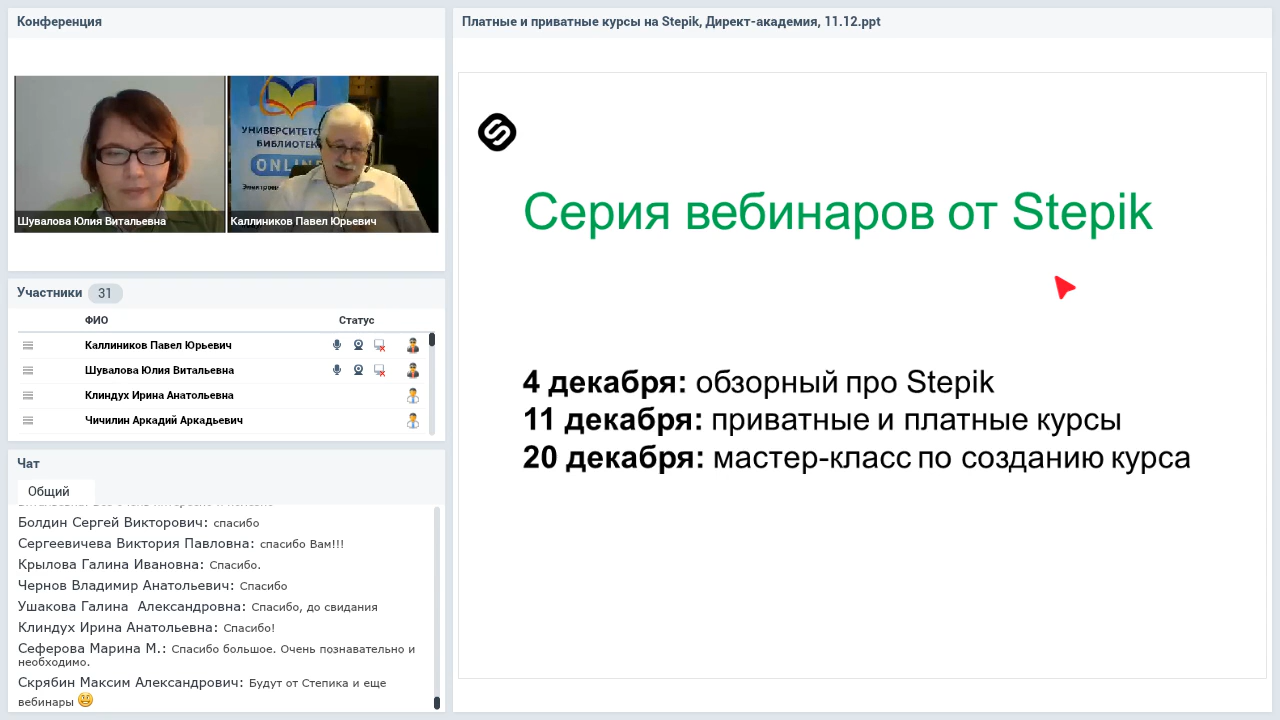 Конференция
УНИВЕРСИТЕТС
БИБЛИОТЕКА
ONLINE
Шувалова Юлия Витальевна
Каллиников Павел Юрьевич
Участники 31
ФИО Статус
Каллиников Павел Юрьевич
Шувалова Юлия Витальевна
Клиндух Ирина Анатольевна
Чичилин Аркадий Аркадьевич
Чат
Общий
Болдин Сергей Викторович: спасибо
Сергеевичева Виктория Павловна: спасибо Вам!!!
Крылова Галина Ивановна: Спасибо.
Чернов Владимир Анатольевич: Спасибо
Ушакова Галина  Александровна: Спасибо, до свидания
Клиндух Ирина Анатольевна: Спасибо!
Сеферова Марина М.: Спасибо большое. Очень познавательно и
необходимо.
Скрябин Максим Александрович: Будут от Степика и еще
вебинары
Платные и приватные курсы на Stepik, Директ-академия, 11.12.ppt
Серия вебинаров от Stepik
4 декабря: обзорный про Stepik
11 декабря: приватные и платные курсы
20 декабря: мастер-класс по созданию курса